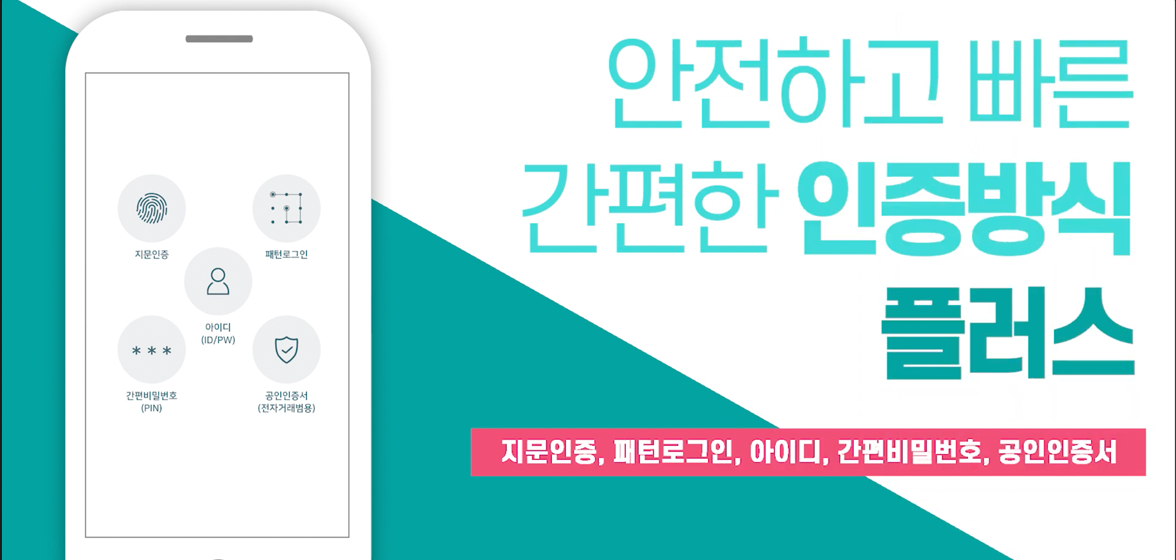 지문인증
패턴로그인
아이디
(ID/PW)
***
간편비밀번호
(PIN)
공인인증서
(전자거래범용)
안전하고 빠른
간편한 인증방식
플러스
지문인증, 패턴로그인, 아이디, 간편비밀번호, 공인인증서